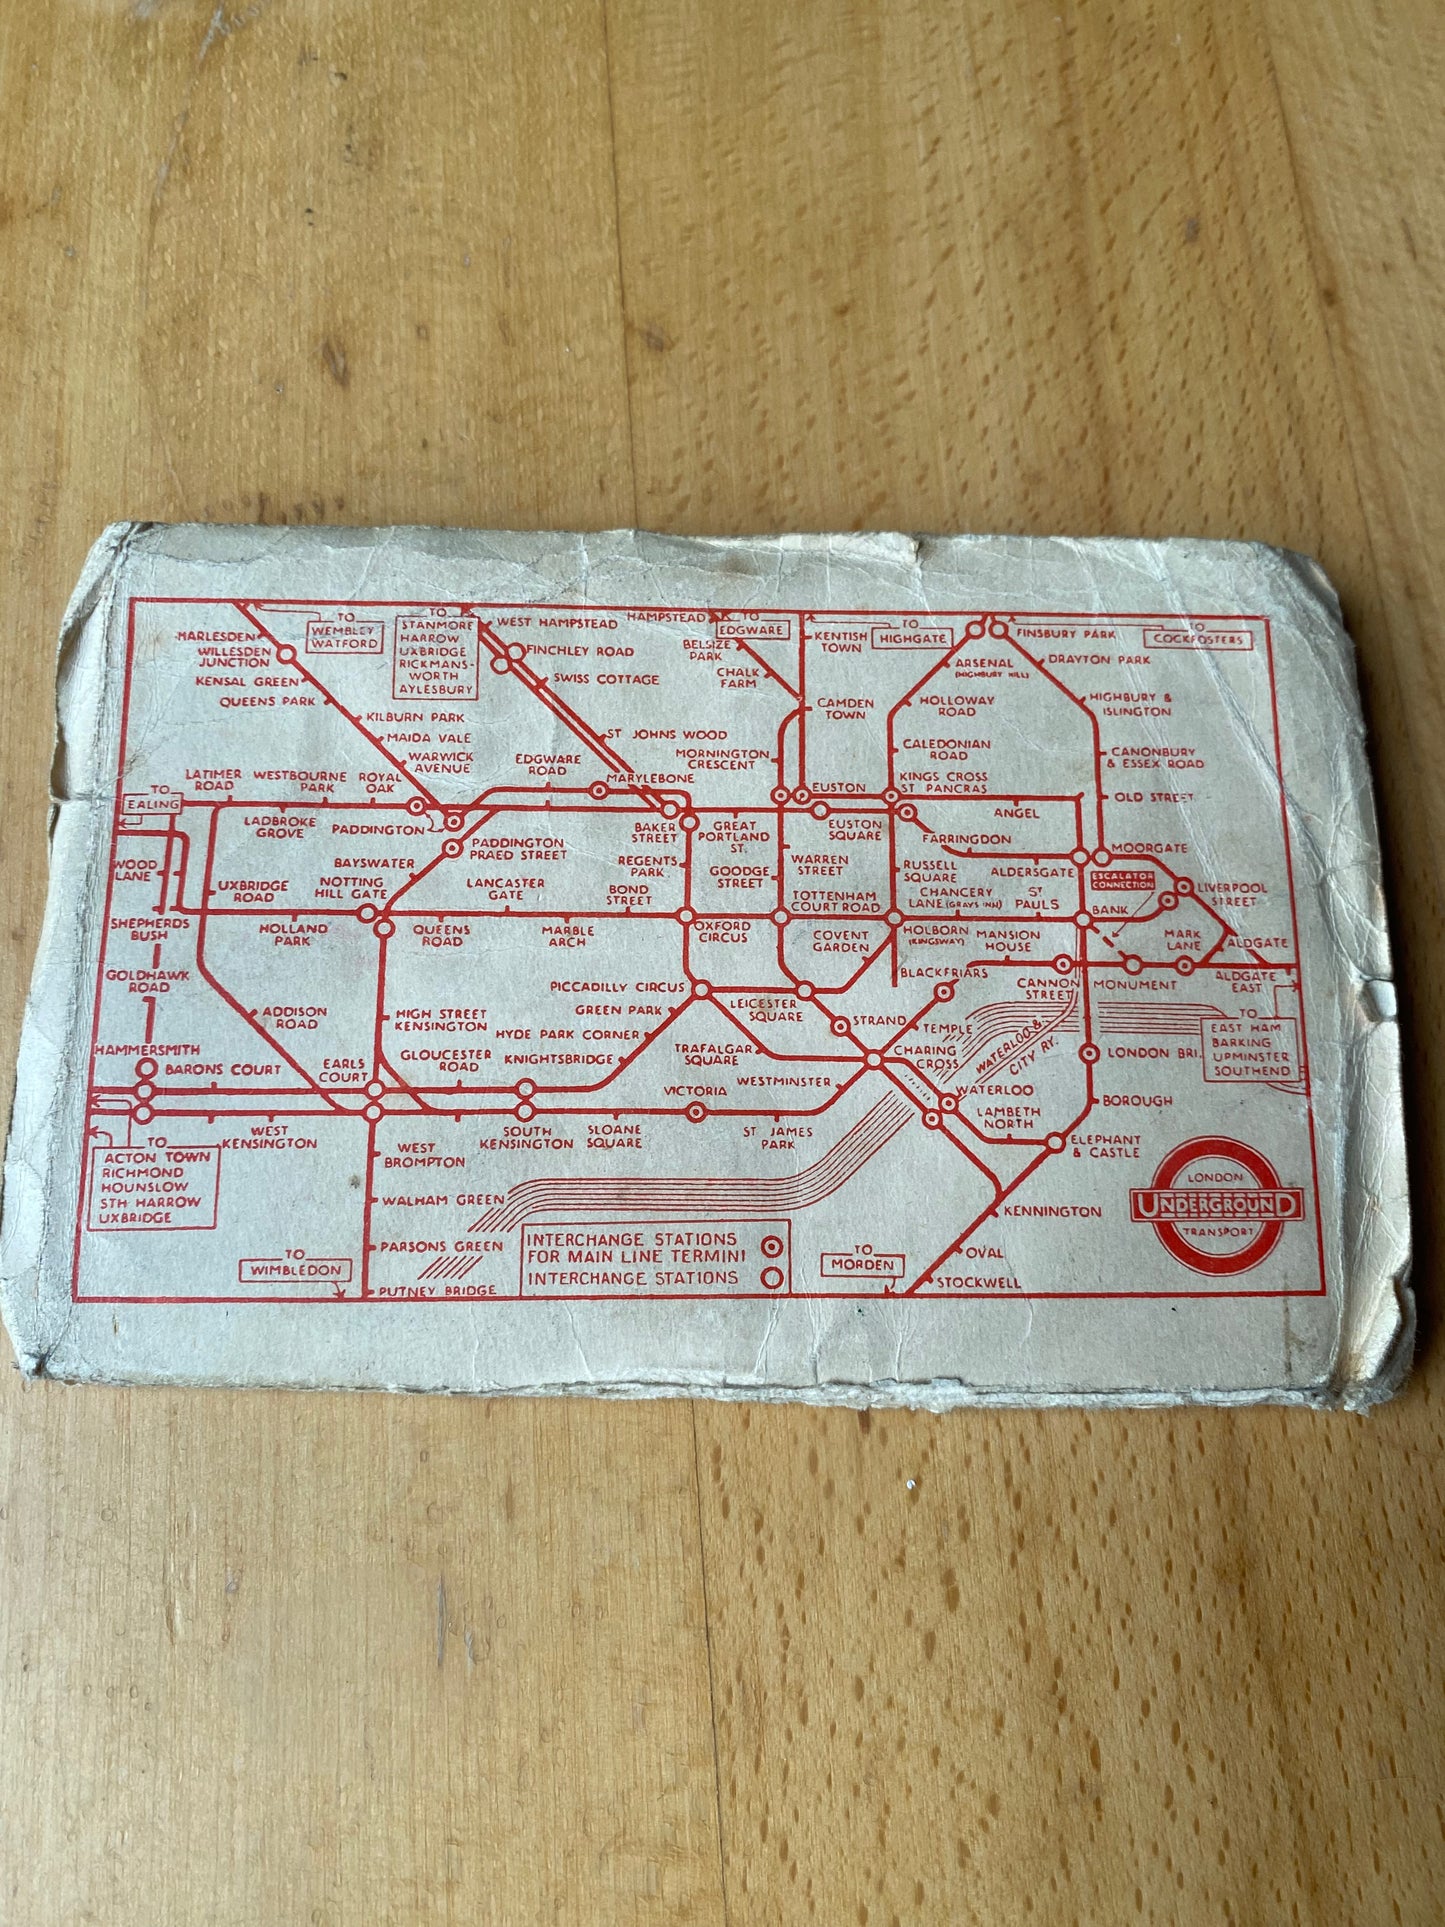 TO
WEMBLEY
WATFORD
TO
STANMORE
HARROW
UXBRIDGE
RICKMANS-
WORTH
AYLESBURY
WEST HAMPSTEAD
HAMPSTEAD
TO
EDGWARE
KENTISH
TOWN
TO
HIGHGATE
FINSBURY PARK
TO
COCKFOSTERS
HARLESDEN
WILLESDEN
JUNCTION
KENSAL GREEN
QUEENS PARK
KILBURN PARK
MAIDA VALE
WARWICK
AVENUE
FINCHLEY ROAD
SWISS COTTAGE
ST JOHNS WOOD
BELSIZE
PARK
CHALK
FARM
CAMDEN
TOWN
MORNINGTON
CRESCENT
ARSENAL
(HIGHBURY HILL)
HOLLOWAY
ROAD
CALEDONIAN
ROAD
KINGS CROSS
ST PANCRAS
DRAYTON PARK
HIGHBURY &
ISLINGTON
CANONBURY
& ESSEX ROAD
OLD STREET
TO
EALING
LATIMER
ROAD
WESTBOURNE
PARK
ROYAL
OAK
LADBROKE
GROVE
PADDINGTON
EDGWARE
ROAD
MARYLEBONE
PADDINGTON
PRAED STREET
BAKER
STREET
GREAT
PORTLAND
ST.
EUSTON
EUSTON
SQUARE
ANGEL
FARRINGDON
ALDERSGATE
MOORGATE
ESCALATOR
CONNECTION
LIVERPOOL
STREET
WOOD
LANE
UXBRIDGE
ROAD
BAYSWATER
NOTTING
HILL GATE
LANCASTER
GATE
REGENTS
PARK
BOND
STREET
GOODGE
STREET
WARREN
STREET
TOTTENHAM
COURT ROAD
RUSSELL
SQUARE
CHANCERY
LANE (GRAYS INN)
ST
PAULS
BANK
SHEPHERDS
BUSH
HOLLAND
PARK
QUEENS
ROAD
MARBLE
ARCH
OXFORD
CIRCUS
COVENT
GARDEN
HOLBORN
(KINGSWAY)
MANSION
HOUSE
MARK
LANE
ALDGATE
ALDGATE
EAST
GOLDHAWK
ROAD
ADDISON
ROAD
HIGH STREET
KENSINGTON
PICCADILLY CIRCUS
GREEN PARK
HYDE PARK CORNER
KNIGHTSBRIDGE
LEICESTER
SQUARE
STRAND
BLACKFRIARS
TEMPLE
CANNON
STREET
MONUMENT
WATERLOO &
CITY RY.
TO
EAST HAM
BARKING
UPMINSTER
SOUTHEND
HAMMERSMITH
BARONS COURT
EARLS
COURT
GLOUCESTER
ROAD
TRAFALGAR
SQUARE
CHARING
CROSS
LONDON BRI.
VICTORIA
WESTMINSTER
WATERLOO
LAMBETH
NORTH
BOROUGH
WEST
KENSINGTON
SOUTH
KENSINGTON
SLOANE
SQUARE
ST JAMES
PARK
ELEPHANT
& CASTLE
TO
ACTON TOWN
RICHMOND
HOUNSLOW
STH HARROW
UXBRIDGE
WEST
BROMPTON
WALHAM GREEN
PARSONS GREEN
PUTNEY BRIDGE
TO
WIMBLEDON
INTERCHANGE STATIONS
FOR MAIN LINE TERMINI
INTERCHANGE STATIONS
TO
MORDEN
KENNINGTON
OVAL
STOCKWELL
LONDON
UNDERGROUND
TRANSPORT